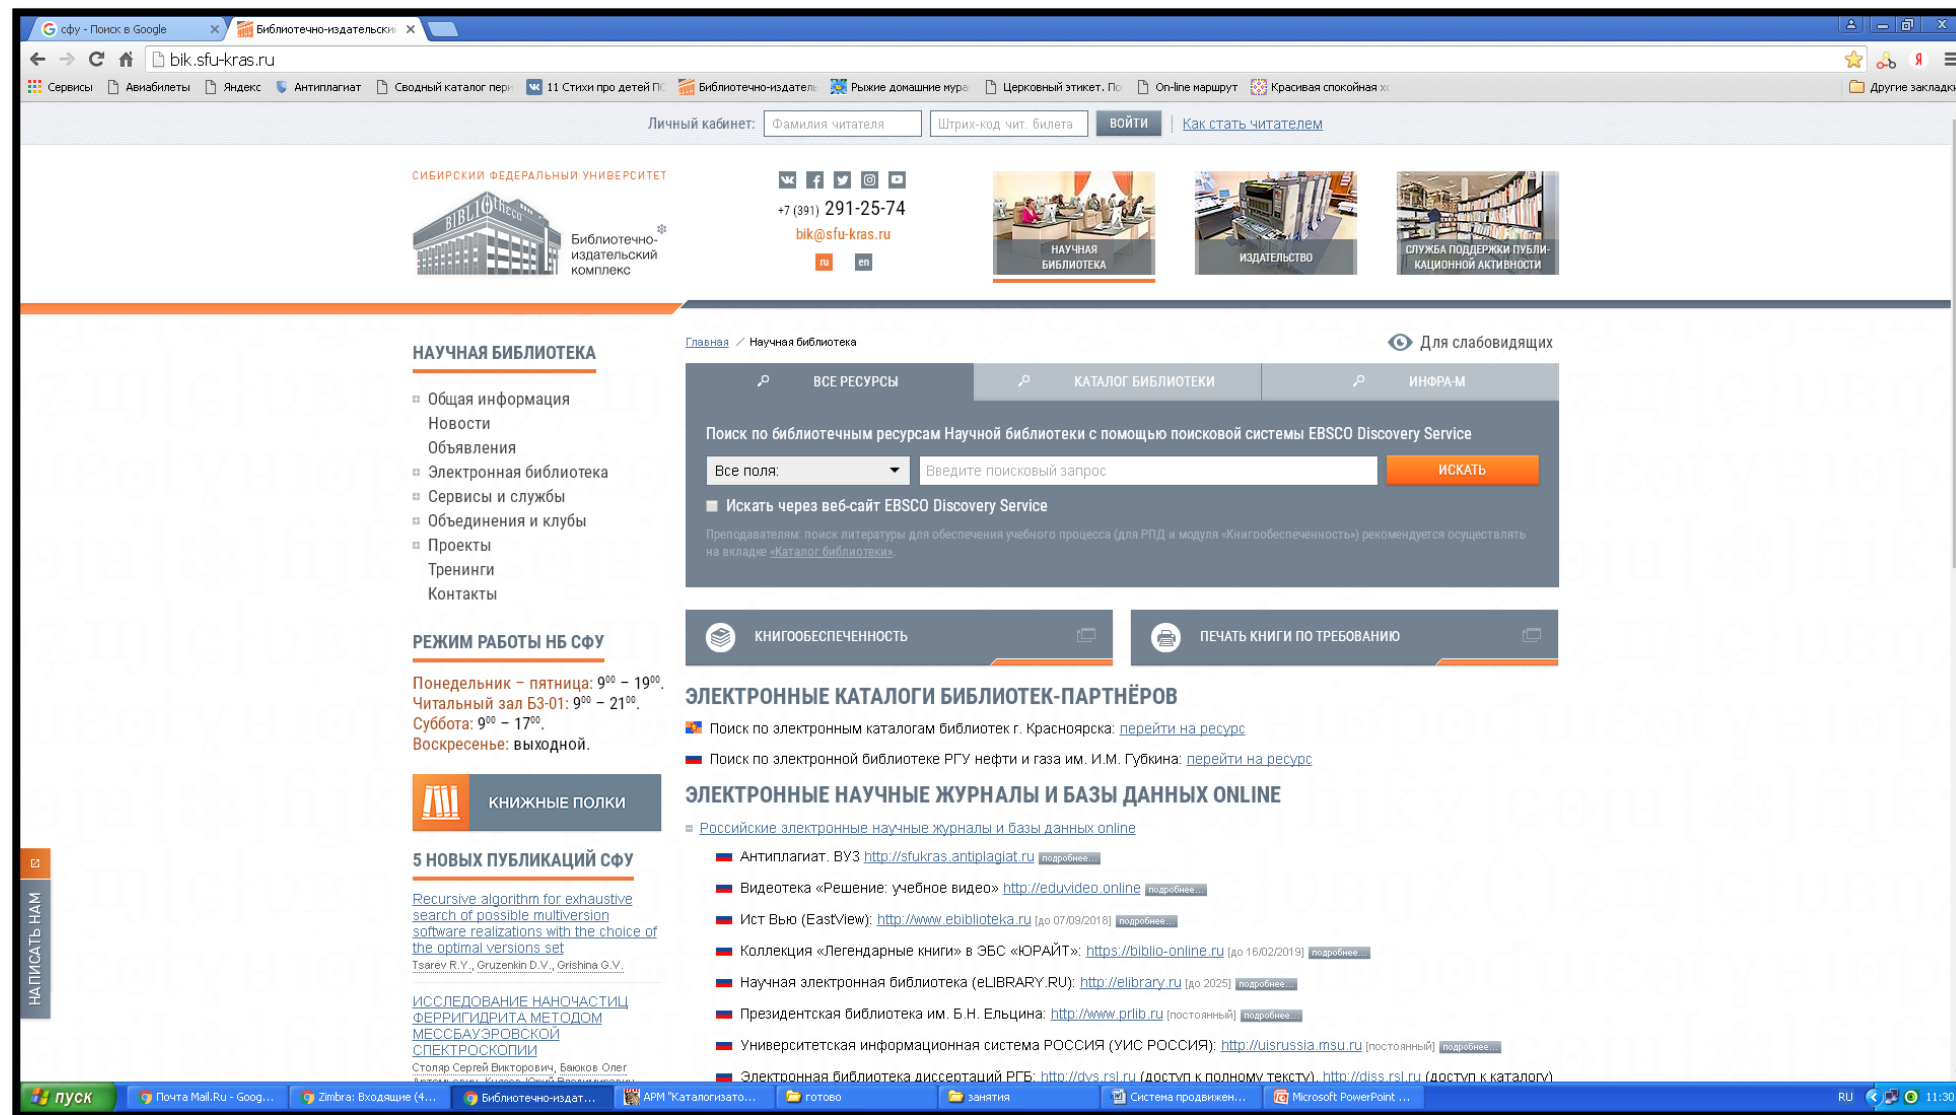 сфу - Поиск в Google
Библиотечно-издательски
bik.sfu-kras.ru
Сервисы
Авиабилеты
Яндекс
Антиплагиат
Сводный каталог пери
11 Стихи про детей ПО
Библиотечно-издатель
Рыжие домашние мура
Церковный этикет. По
On-line маршрут
Красивая спокойная
Другие закладки
Личный кабинет:
Фамилия читателя
Штрих-код чит. билета
ВОЙТИ
Как стать читателем
СИБИРСКИЙ ФЕДЕРАЛЬНЫЙ УНИВЕРСИТЕТ
BIBLIOtheca
Библиотечно-
издательский
комплекс
+7 (391) 291-25-74
bik@sfu-kras.ru
ru
en
НАУЧНАЯ
БИБЛИОТЕКА
ИЗДАТЕЛЬСТВО
СЛУЖБА ПОДДЕРЖКИ ПУБЛИ-
КАЦИОННОЙ АКТИВНОСТИ
НАУЧНАЯ БИБЛИОТЕКА
Общая информация
Новости
Объявления
Электронная библиотека
Сервисы и службы
Объединения и клубы
Проекты
Тренинги
Контакты
РЕЖИМ РАБОТЫ НБ СФУ
Понедельник – пятница: 9⁰⁰ – 19⁰⁰.
Читальный зал Б3-01: 9⁰⁰ – 21⁰⁰.
Суббота: 9⁰⁰ – 17⁰⁰.
Воскресенье: выходной.
КНИЖНЫЕ ПОЛКИ
5 НОВЫХ ПУБЛИКАЦИЙ СФУ
Recursive algorithm for exhaustive
search of possible multiversion
software realizations with the choice of
the optimal versions set
Tsarev R.Y., Gruzenkin D.V., Grishina G.V.
ИССЛЕДОВАНИЕ НАНОЧАСТИЦ
ФЕРРИГИДРИТА МЕТОДОМ
МЕССБАУЭРОВСКОЙ
СПЕКТРОСКОПИИ
Столяр Сергей Викторович, Баюков Олег
НАПИСАТЬ НАМ
Главная / Научная библиотека
Для слабовидящих
ВСЕ РЕСУРСЫ
КАТАЛОГ БИБЛИОТЕКИ
ИНФРА-М
Поиск по библиотечным ресурсам Научной библиотеки с помощью поисковой системы EBSCO Discovery Service
Все поля:
Введите поисковый запрос
ИСКАТЬ
Искать через веб-сайт EBSCO Discovery Service
Преподавателям: поиск литературы для обеспечения учебного процесса (для РПД и модуля «Книгообеспеченность») рекомендуется осуществлять
на вкладке «Каталог библиотеки».
КНИГООБЕСПЕЧЕННОСТЬ
ПЕЧАТЬ КНИГИ ПО ТРЕБОВАНИЮ
ЭЛЕКТРОННЫЕ КАТАЛОГИ БИБЛИОТЕК-ПАРТНЁРОВ
Поиск по электронным каталогам библиотек г. Красноярска: перейти на ресурс
Поиск по электронной библиотеке РГУ нефти и газа им. И.М. Губкина: перейти на ресурс
ЭЛЕКТРОННЫЕ НАУЧНЫЕ ЖУРНАЛЫ И БАЗЫ ДАННЫХ ONLINE
Российские электронные научные журналы и базы данных online
Антиплагиат. ВУЗ http://sfukras.antiplagiat.ru подробнее...
Видеотека «Решение: учебное видео» http://eduvideo.online подробнее...
Ист Вью (EastView): http://www.ebiblioteka.ru [до 07/09/2018] подробнее...
Коллекция «Легендарные книги» в ЭБС «ЮРАЙТ»: https://biblio-online.ru [до 16/02/2019] подробнее...
Научная электронная библиотека (eLIBRARY.RU): http://elibrary.ru [до 2025] подробнее...
Президентская библиотека им. Б.Н. Ельцина: http://www.prlib.ru [постоянный] подробнее...
Университетская информационная система РОССИЯ (УИС РОССИЯ): http://uisrussia.msu.ru [постоянный] подробнее...
Электронная библиотека диссертаций РГБ: http://dvs.rsl.ru (доступ к полному тексту), http://diss.rsl.ru (доступ к каталогу)
пуск
Почта Mail.Ru - Goog...
Zimbra: Входящие (4...
Библиотечно-издат...
АРМ "Каталогизато...
готово
занятия
Система продвижен...
Microsoft PowerPoint ...
RU
11:30